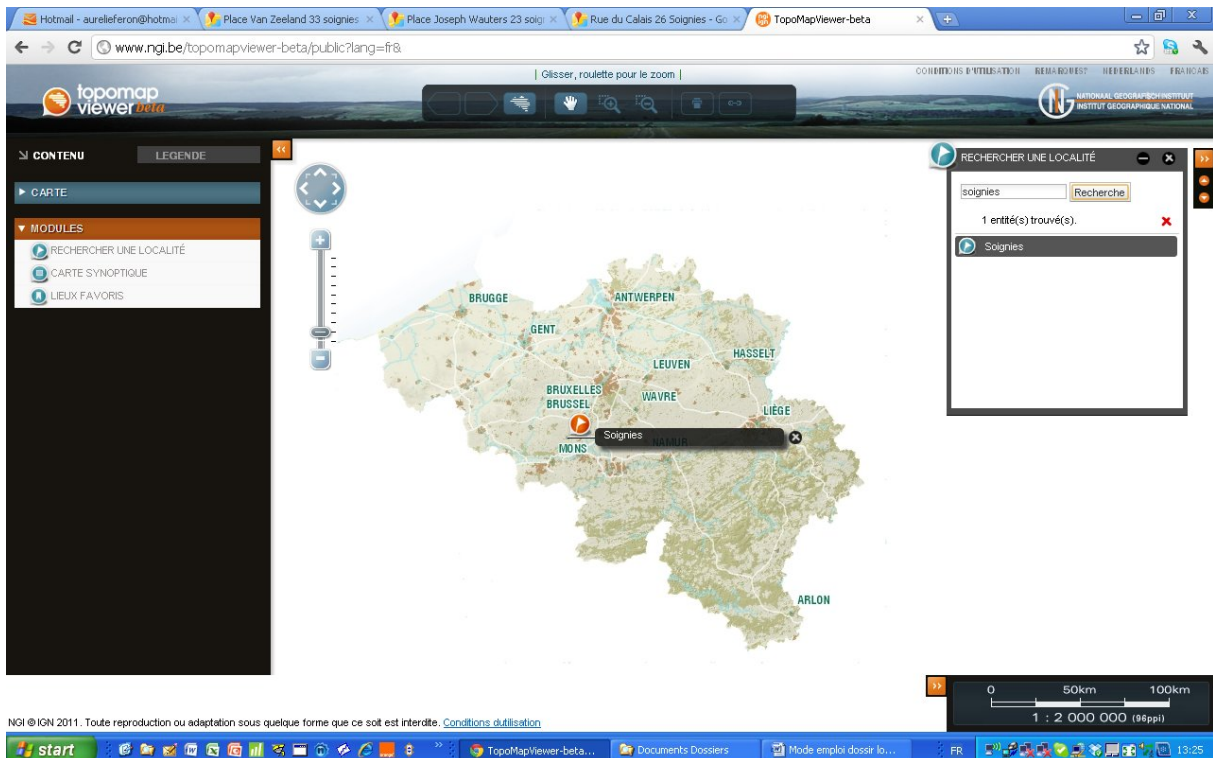 Hotmail - aurelieferon@hotmai
Place Van Zeeland 33 soignies
Place Joseph Wauters 23 soig
Rue du Calais 26 Soignies - Go
TopoMapViewer-beta
www.ngi.be/topomapviewer-beta/public?lang=fr&
| Glisser, roulette pour le zoom |
CONDITIONS D'UTILISATION REMARQUES? NEDERLANDS FRANCAIS
topomap
viewer beta
NGI
NATIONAAL GEOGRAFISCH INSTITUUT
INSTITUT GEOGRAPHIQUE NATIONAL
CONTENU LEGENDE
CARTE
MODULES
RECHERCHER UNE LOCALITÉ
CARTE SYNOPTIQUE
LIEUX FAVORIS
RECHERCHER UNE LOCALITÉ
soignies Recherche
1 entité(s) trouvé(s).
Soignies
BRUGGE
ANTWERPEN
GENT
HASSELT
LEUVEN
BRUXELLES
BRUSSEL
WAVRE
LIÈGE
Soignies
NAMUR
MONS
ARLON
0 50km 100km
1 : 2 000 000 (96ppi)
NGI @ IGN 2011. Toute reproduction ou adaptation sous quelque forme que ce soit est interdite. Conditions dutilisation
start
TopoMapViewer-beta...
Documents Dossiers
Mode emploi dossir lo...
FR
13:25